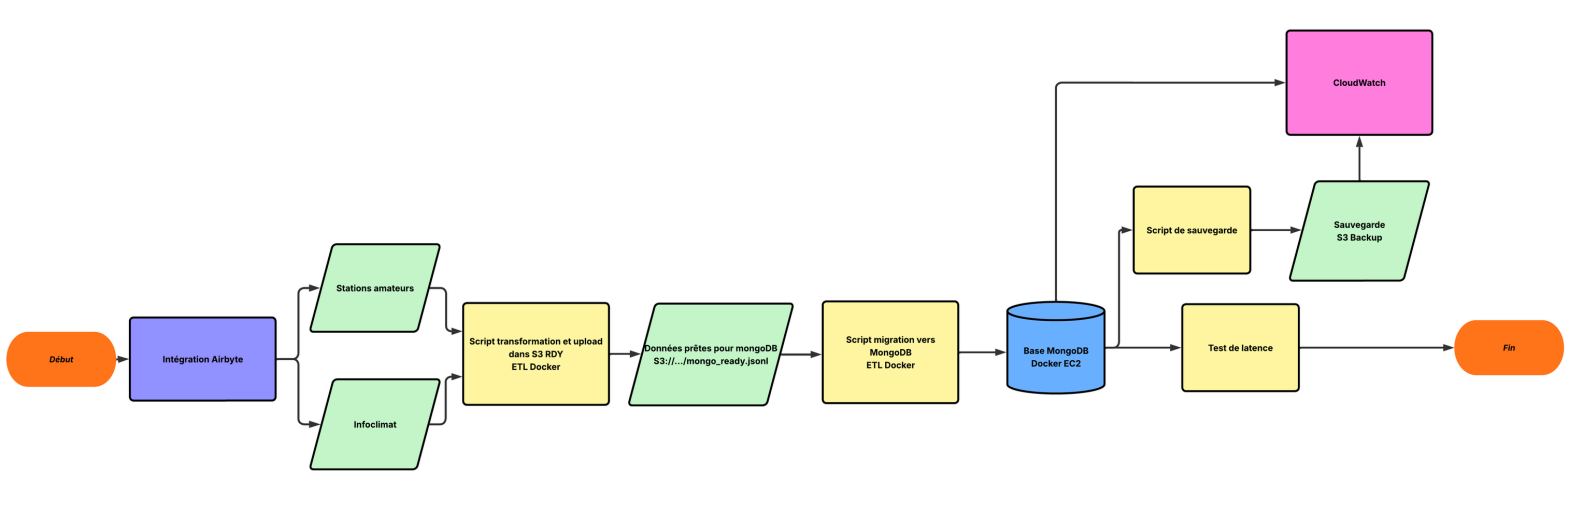 Début
Intégration Airbyte
Stations amateurs
Infoclimat
Script transformation et upload
dans S3 RDY
ETL Docker
Données prêtes pour mongoDB
S3://.../mongo_ready.jsonl
Script migration vers
MongoDB
ETL Docker
Base MongoDB
Docker EC2
CloudWatch
Script de sauvegarde
Sauvegarde
S3 Backup
Test de latence
Fin